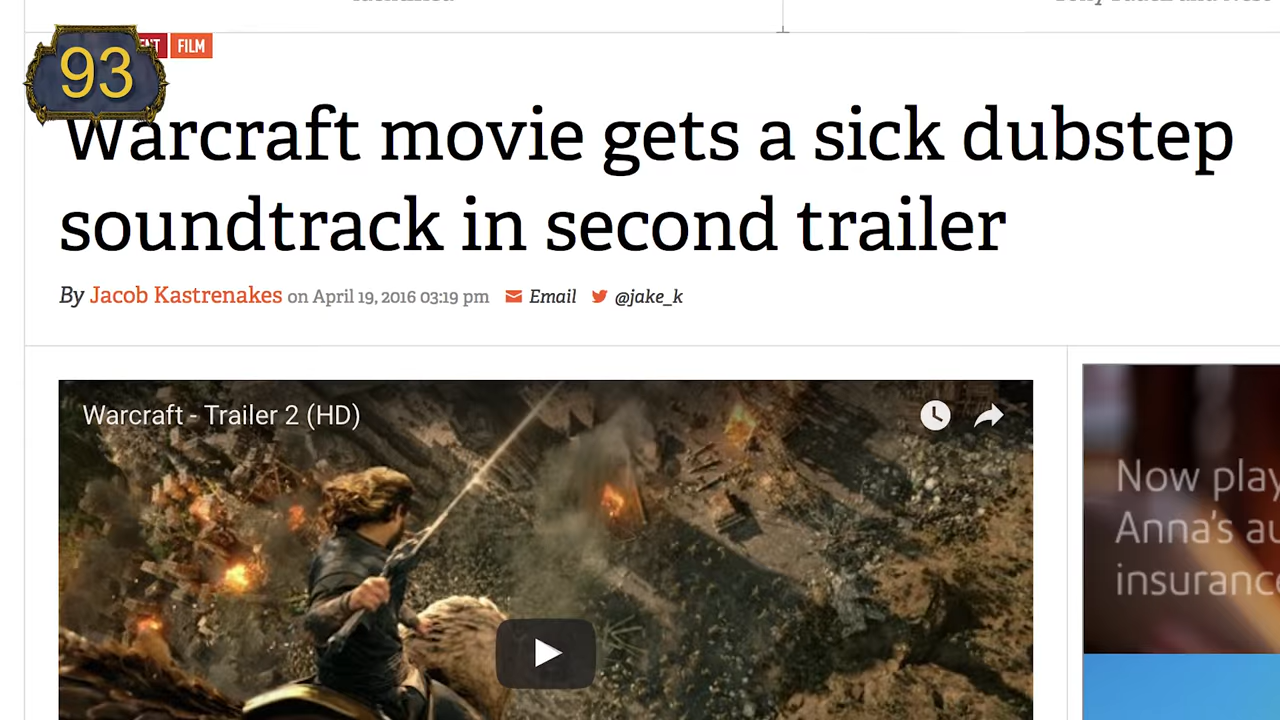 93
FILM
Warcraft movie gets a sick dubstep
soundtrack in second trailer
By Jacob Kastrenakes on April 19, 2016 03:19 pm Email @jake_k
Warcraft - Trailer 2 (HD)
Now play
Anna's au
insurance